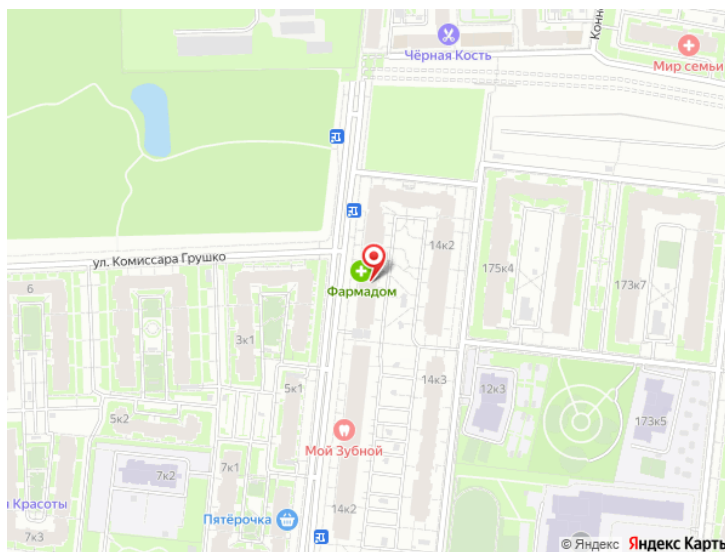 Конно
Чёрная Кость
Мир семьи
14к2
ул. Комиссара Грушко
175к4
6
173к7
Фармадом
3к1
14к3
12к3
5к1
5к2
173к5
Мой Зубной
7к1
7к2
а Красоты
14к2
Пятёрочка
7к3
© Яндекс Яндекс Карты